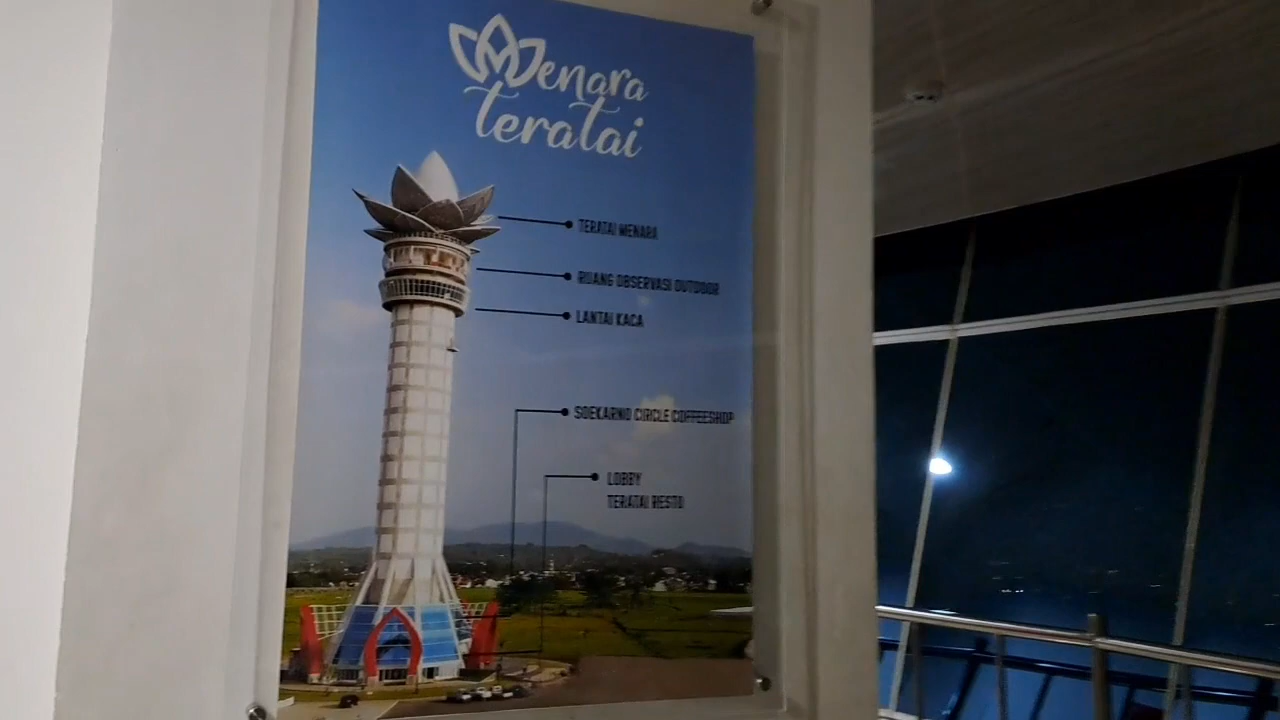 Menara
teratai
TERATAI MENARA
RUANG OBSERVASI OUTDOOR
LANTAI KACA
SOEKARNO CIRCLE COFFEESHOP
LOBBY
TERATAI RESTO